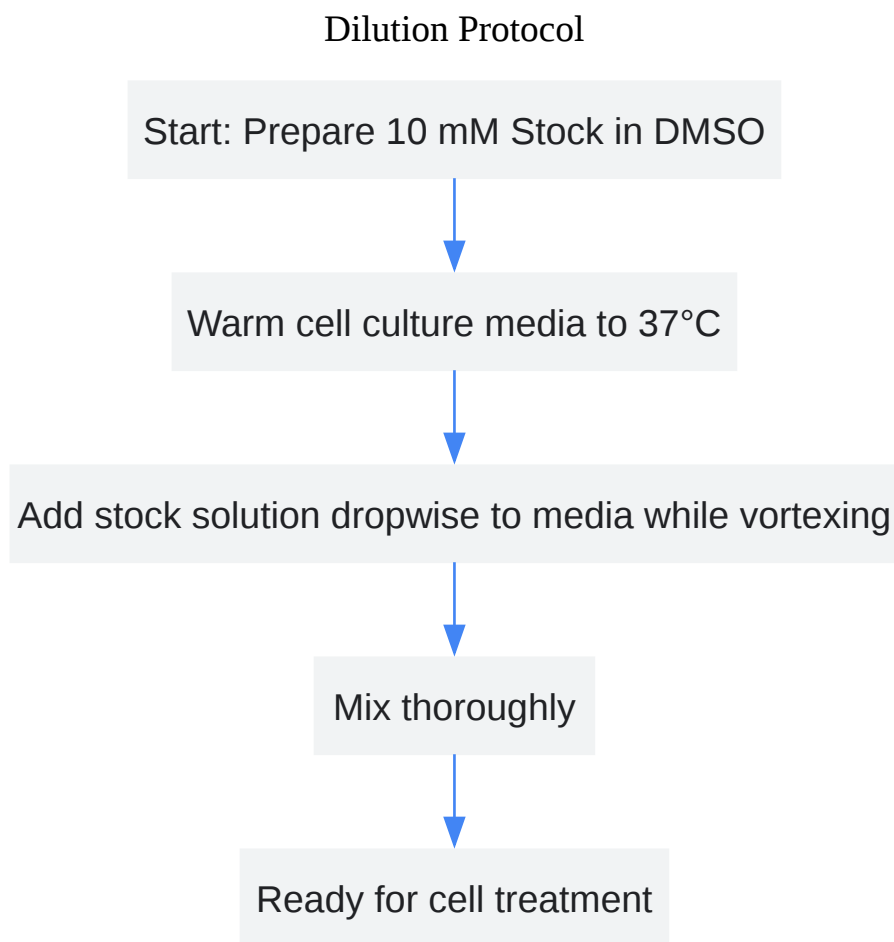 Dilution Protocol
Start: Prepare 10 mM Stock in DMSO
Warm cell culture media to 37°C
Add stock solution dropwise to media while vortexing
Mix thoroughly
Ready for cell treatment